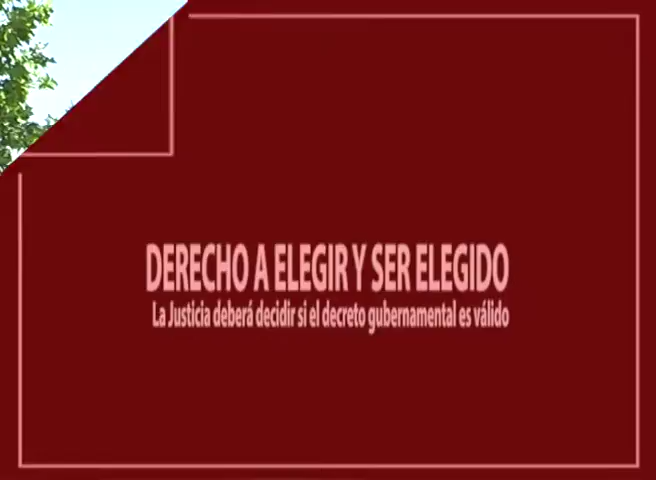 DERECHO A ELEGIR Y SER ELEGIDO
La Justicia deberá decidir si el decreto gubernamental es válido